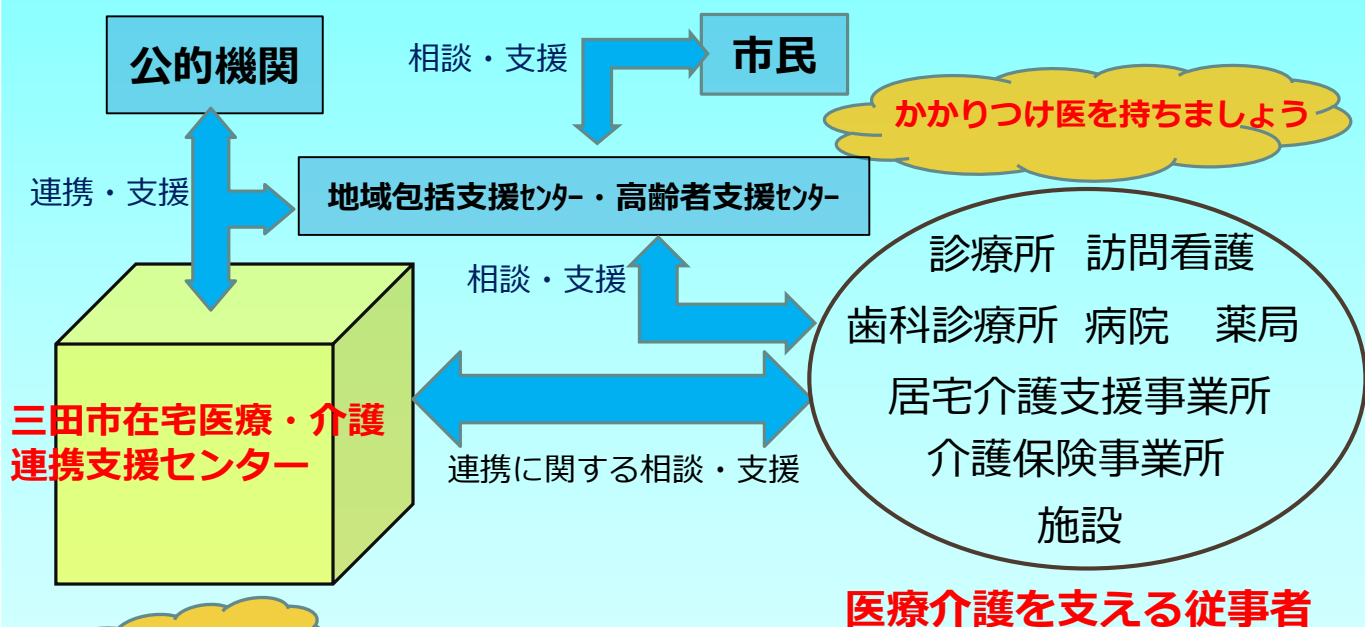 公的機関
相談・支援
市民
かかりつけ医を持ちましょう
連携・支援
地域包括支援ｾﾝﾀｰ・高齢者支援ｾﾝﾀｰ
診療所 訪問看護
相談・支援
歯科診療所 病院 薬局
居宅介護支援事業所
三田市在宅医療・介護
連携支援センター
連携に関する相談・支援
介護保険事業所
施設
医療介護を支える従事者